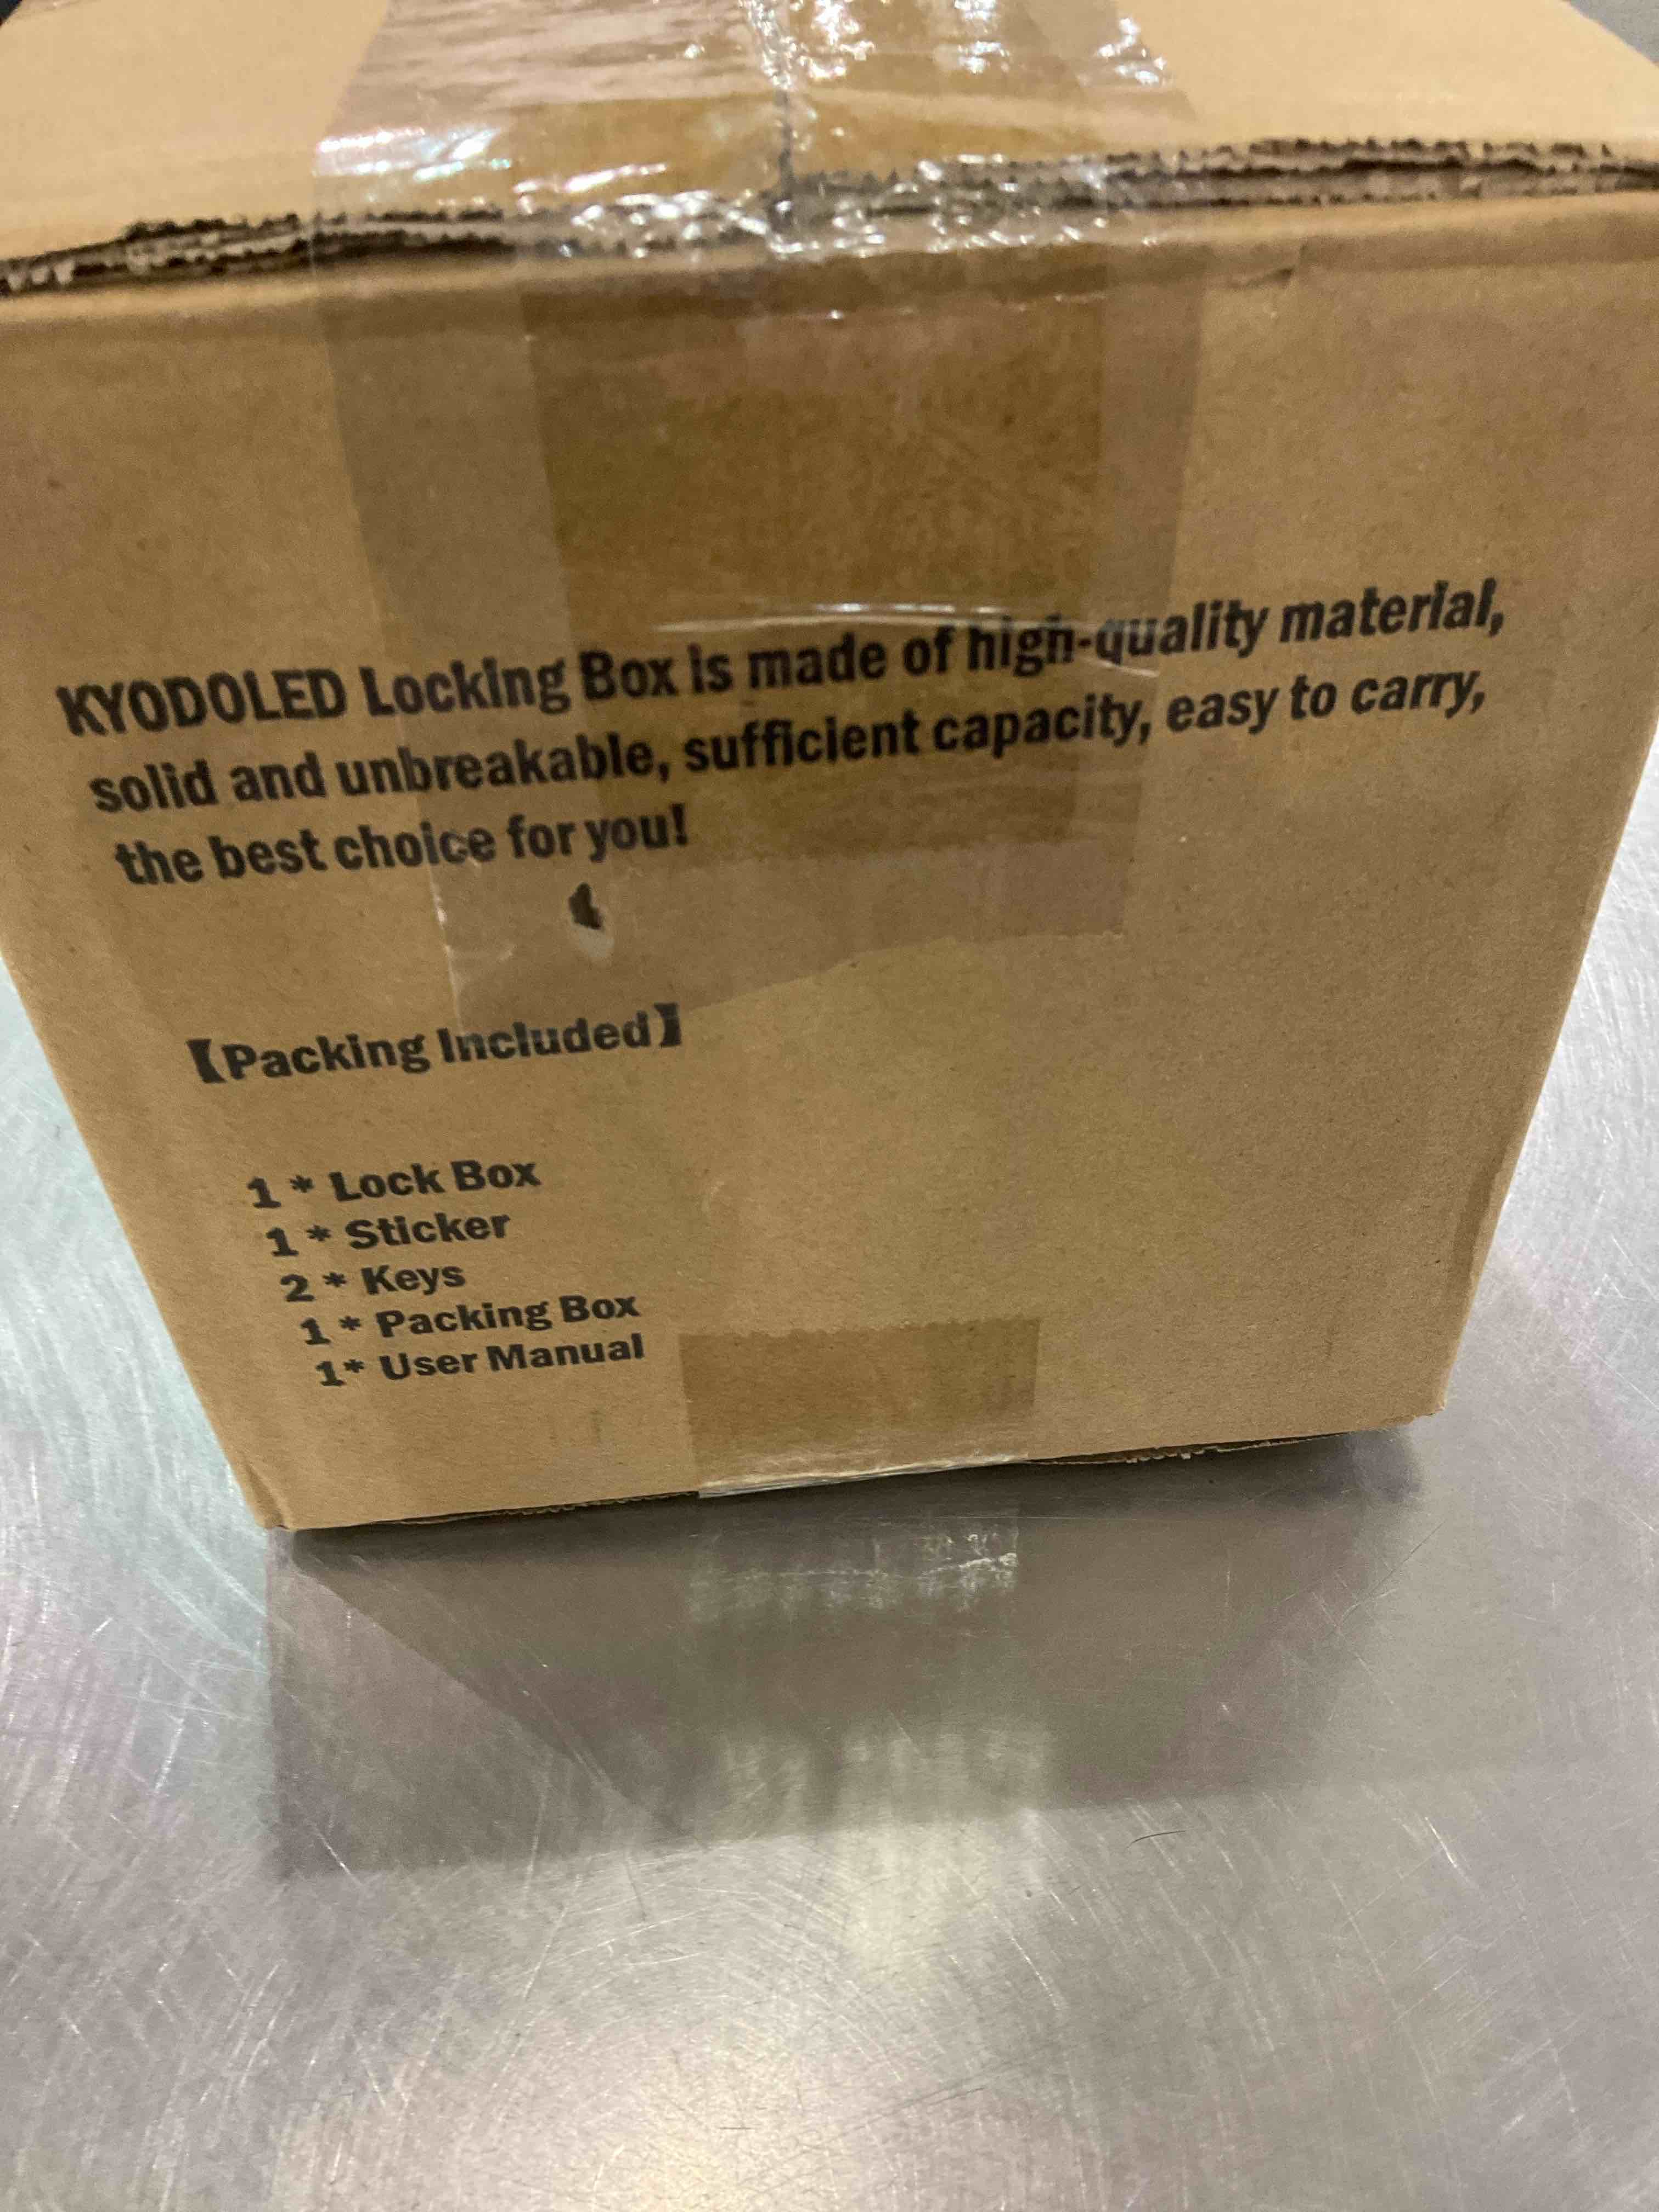 KYODOLED Locking Box is made of high-quality material,
solid and unbreakable, sufficient capacity, easy to carry,
the best choice for you!
【Packing Included】
1 * Lock Box
1 * Sticker
2 * Keys
1 * Packing Box
1* User Manual